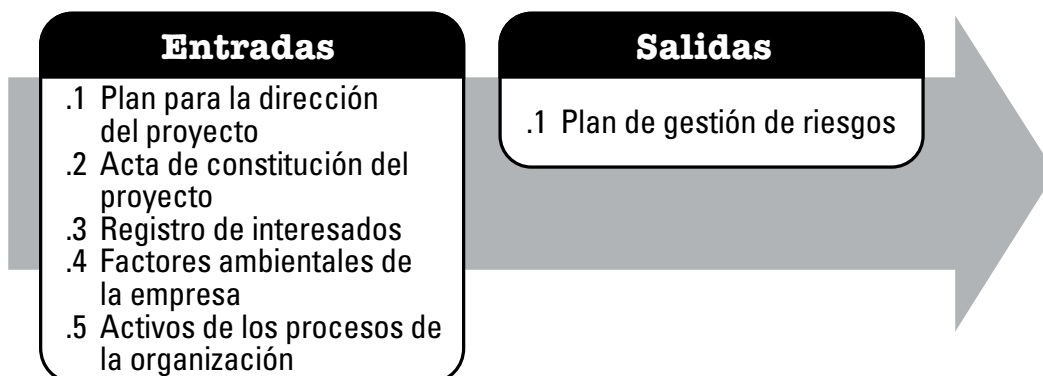 Entradas
.1 Plan para la dirección
del proyecto
.2 Acta de constitución del
proyecto
.3 Registro de interesados
.4 Factores ambientales de
la empresa
.5 Activos de los procesos de
la organización
Salidas
.1 Plan de gestión de riesgos